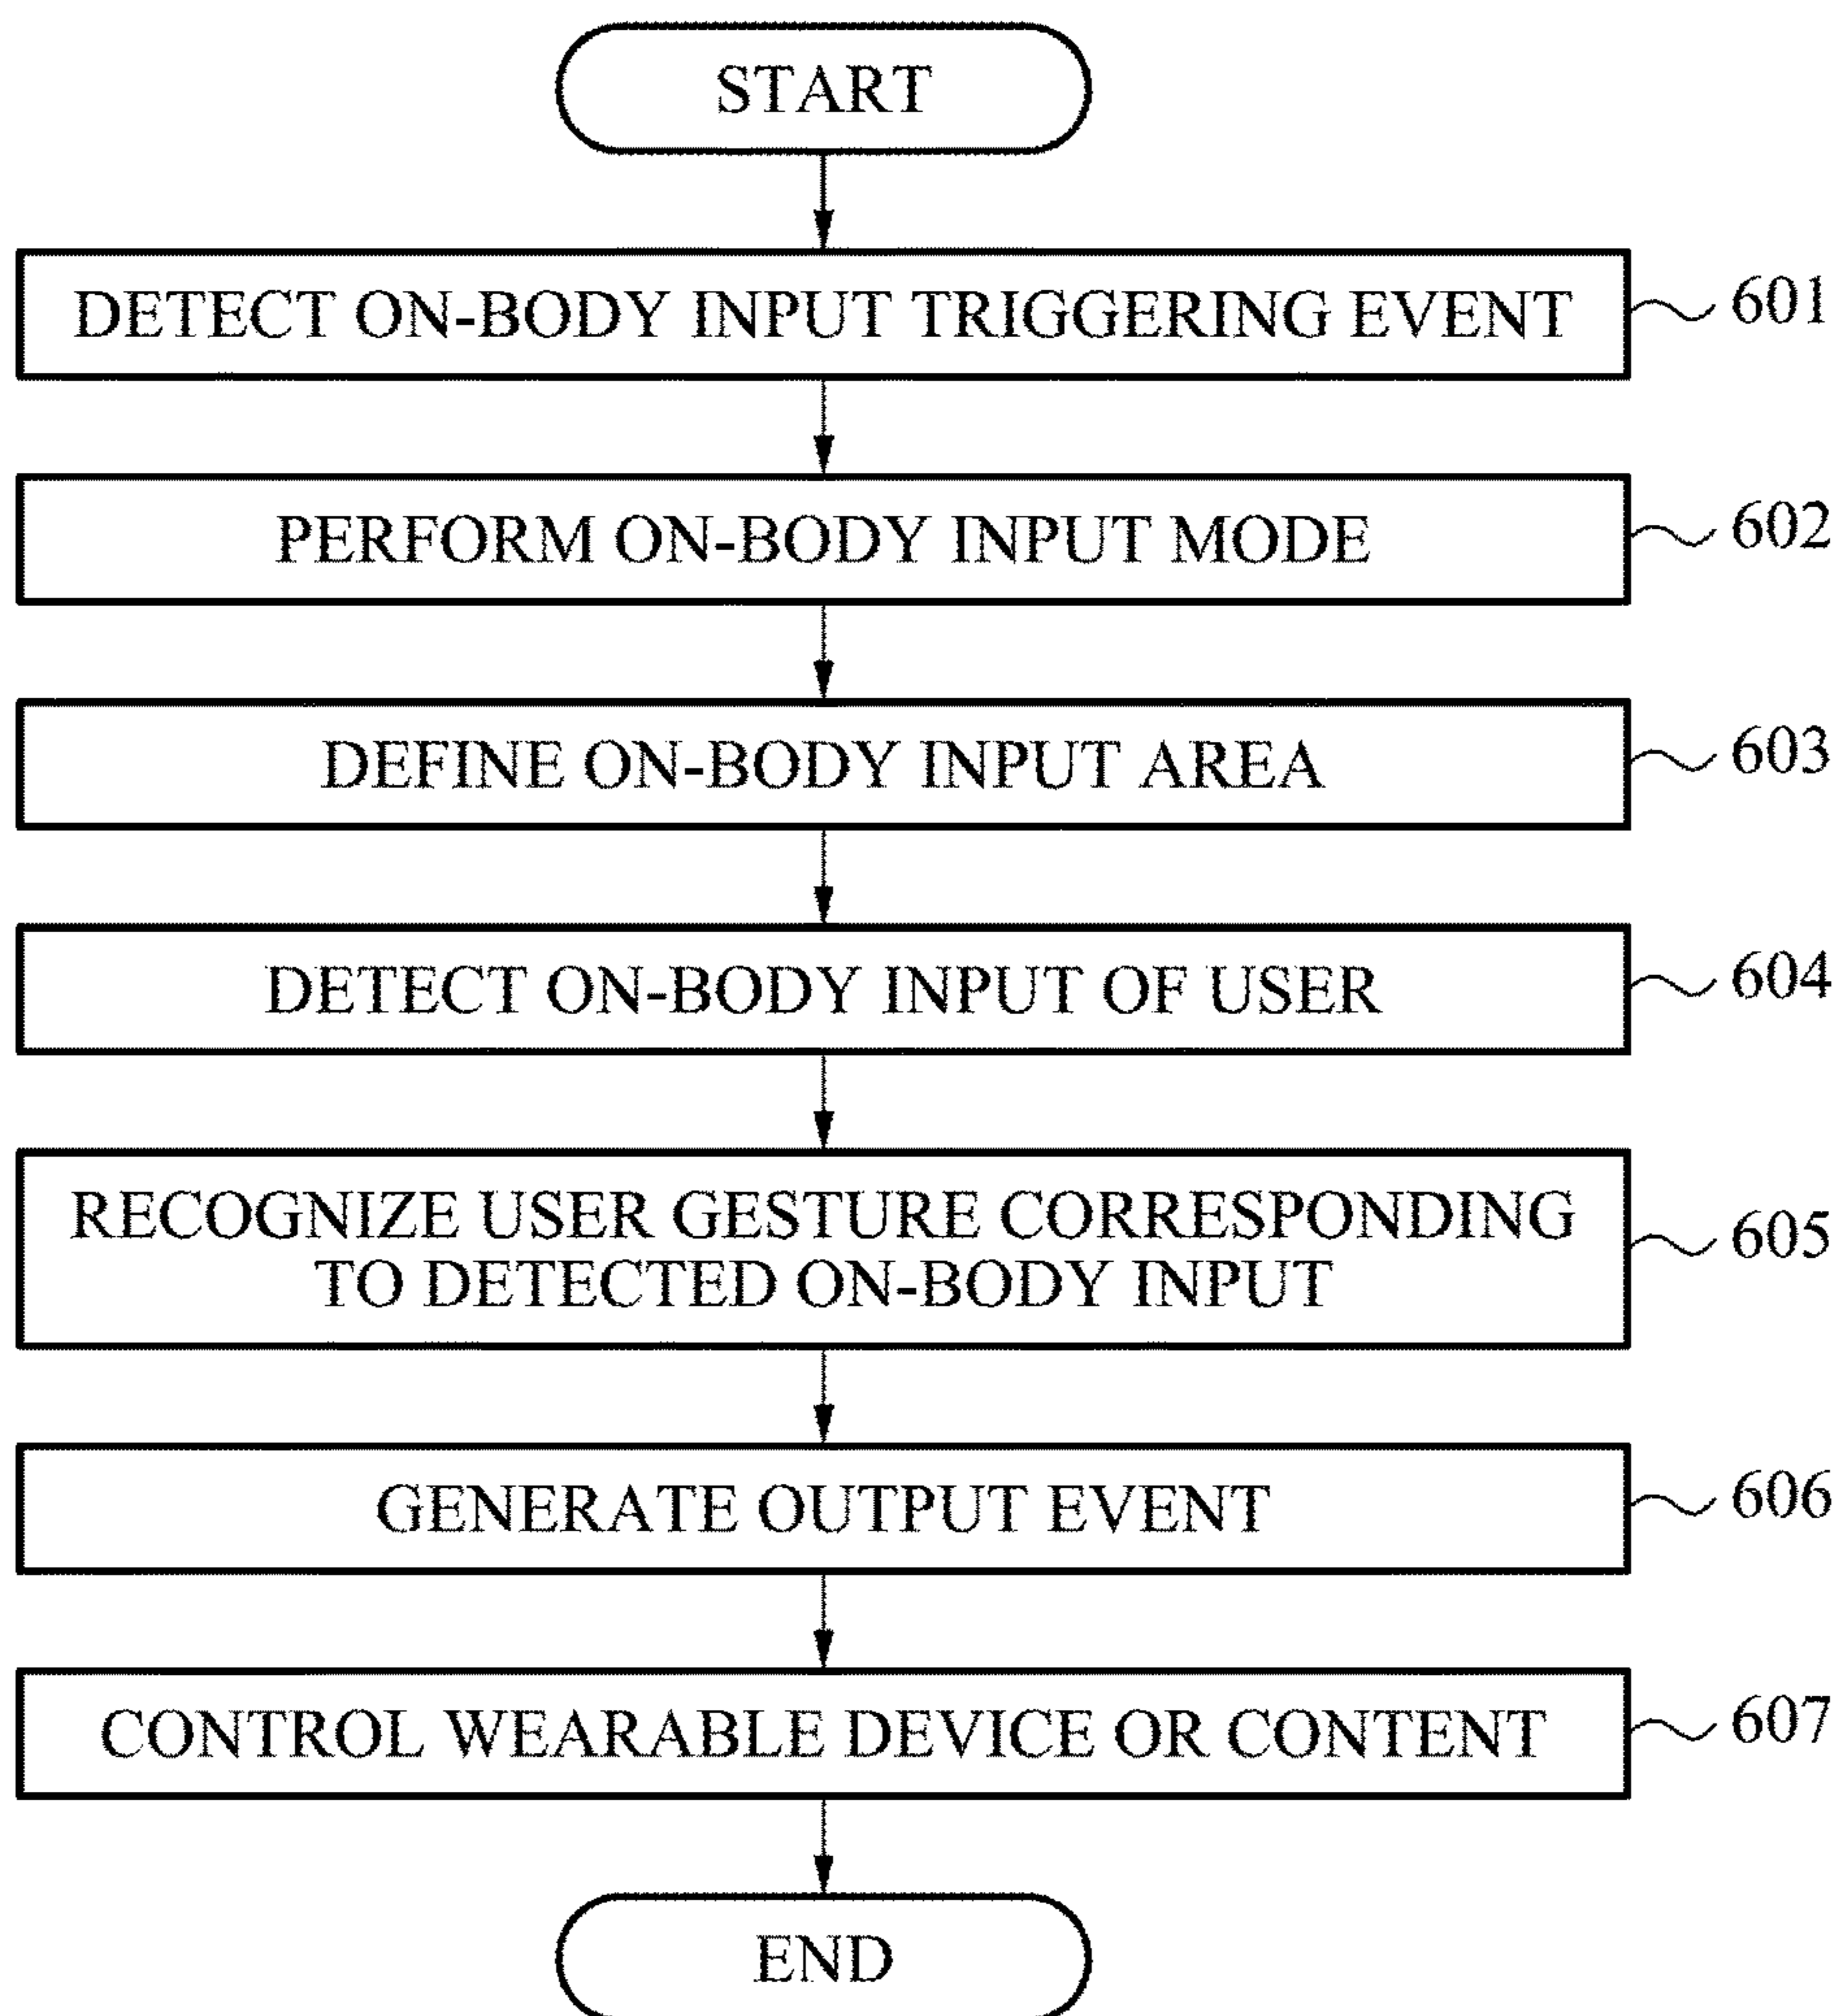 START
DETECT ON-BODY INPUT TRIGGERING EVENT 601
PERFORM ON-BODY INPUT MODE 602
DEFINE ON-BODY INPUT AREA 603
DETECT ON-BODY INPUT OF USER 604
RECOGNIZE USER GESTURE CORRESPONDING
TO DETECTED ON-BODY INPUT 605
GENERATE OUTPUT EVENT 606
CONTROL WEARABLE DEVICE OR CONTENT 607
END